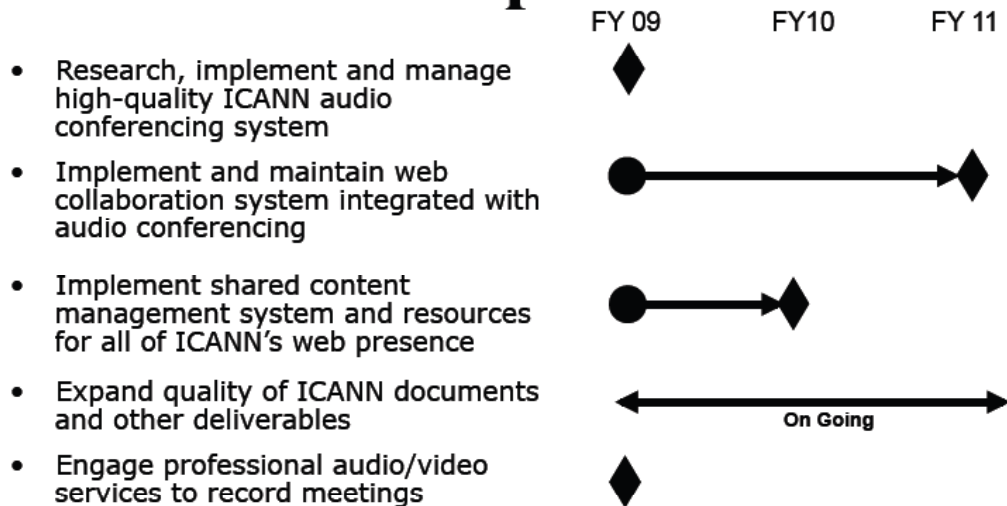 FY 09 FY10 FY 11
• Research, implement and manage
high-quality ICANN audio
conferencing system
• Implement and maintain web
collaboration system integrated with
audio conferencing
• Implement shared content
management system and resources
for all of ICANN’s web presence
• Expand quality of ICANN documents
and other deliverables
On Going
• Engage professional audio/video
services to record meetings